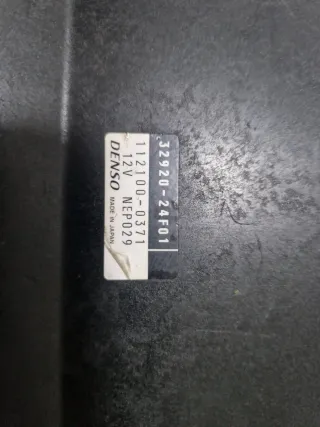 32920-24F01
112100-0371
12V NEP029
DENSO MADE IN JAPAN